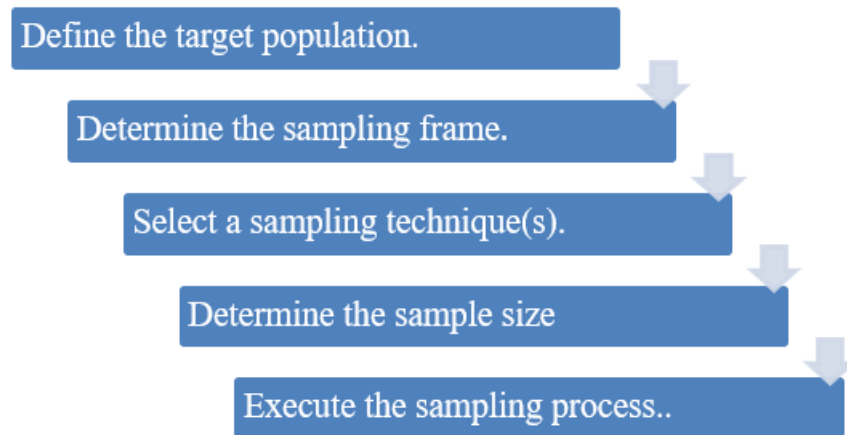 Define the target population.
Determine the sampling frame.
Select a sampling technique(s).
Determine the sample size
Execute the sampling process..